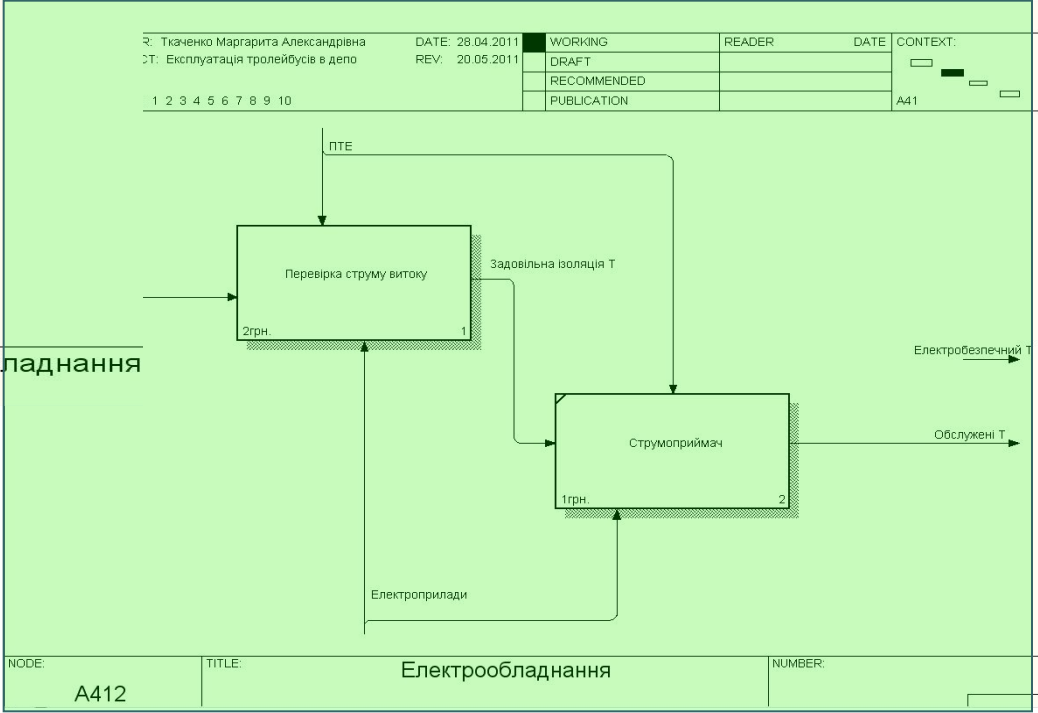 R: Ткаченко Маргарита Александрівна DATE: 28.04.2011 WORKING READER DATE CONTEXT:
CT: Експлуатація тролейбусів в депо REV: 20.05.2011 DRAFT
RECOMMENDED
1 2 3 4 5 6 7 8 9 10 PUBLICATION A41
ПТЕ
Задовільна ізоляція Т
Перевірка струму витоку
2грн. 1
Електробезпечний Т
ладнання
Обслужені Т
Струмоприймач
1грн. 2
Електроприлади
NODE: TITLE: Електрообладнання NUMBER:
A412